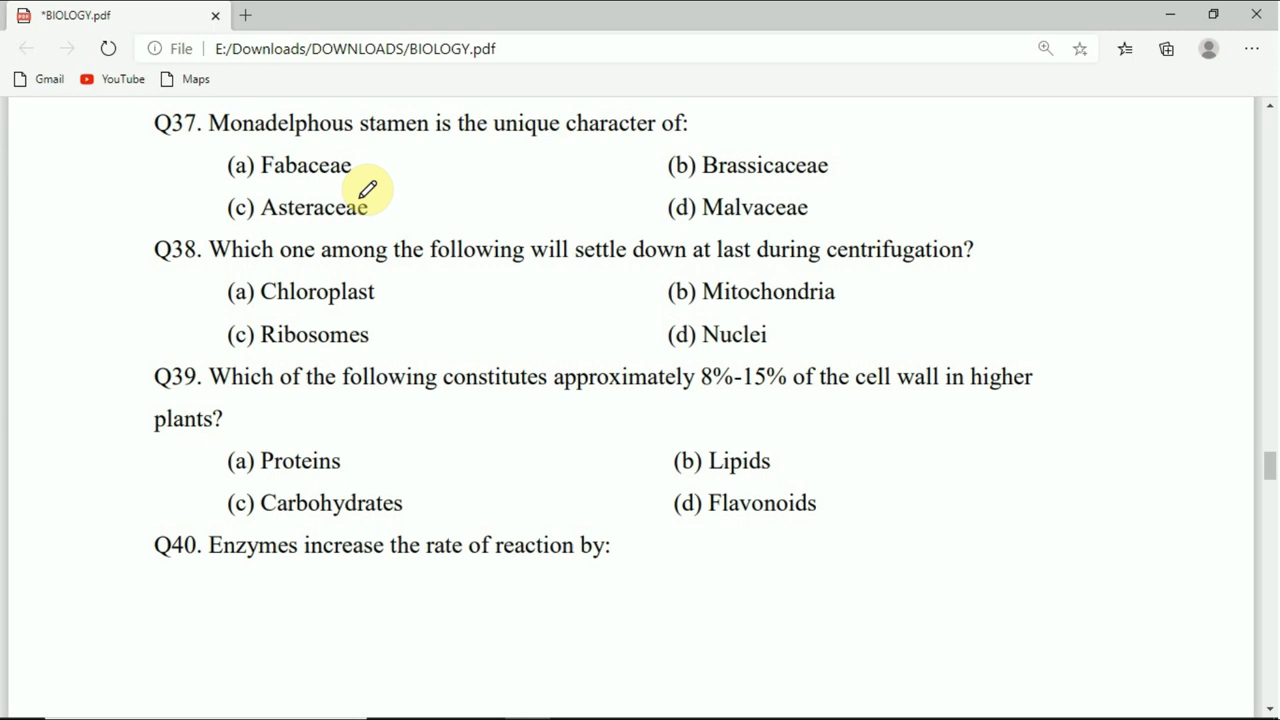 *BIOLOGY.pdf
File E:/Downloads/DOWNLOADS/BIOLOGY.pdf
Gmail YouTube Maps
Q37. Monadelphous stamen is the unique character of:
(a) Fabaceae (b) Brassicaceae
(c) Asteraceae (d) Malvaceae
Q38. Which one among the following will settle down at last during centrifugation?
(a) Chloroplast (b) Mitochondria
(c) Ribosomes (d) Nuclei
Q39. Which of the following constitutes approximately 8%-15% of the cell wall in higher
plants?
(a) Proteins (b) Lipids
(c) Carbohydrates (d) Flavonoids
Q40. Enzymes increase the rate of reaction by: